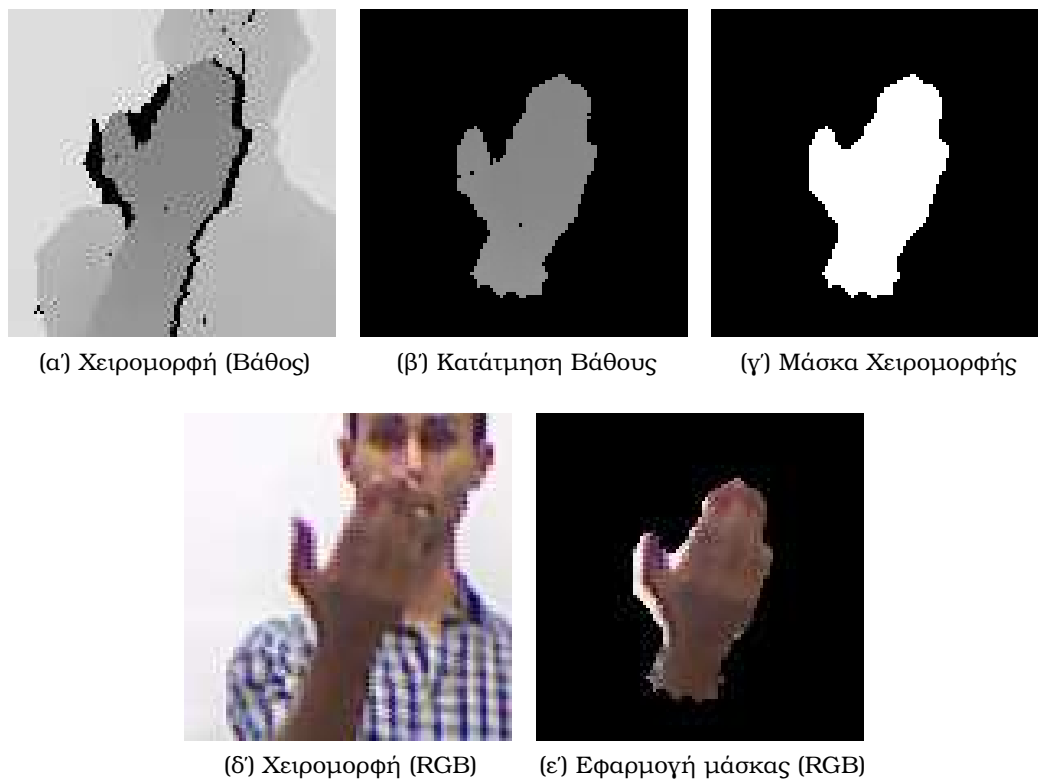 (α΄) Χειρομορφή (Βάθος)
(β΄) Κατάτμηση Βάθους
(γ΄) Μάσκα Χειρομορφής
(δ΄) Χειρομορφή (RGB)
(ε΄) Εφαρμογή μάσκας (RGB)